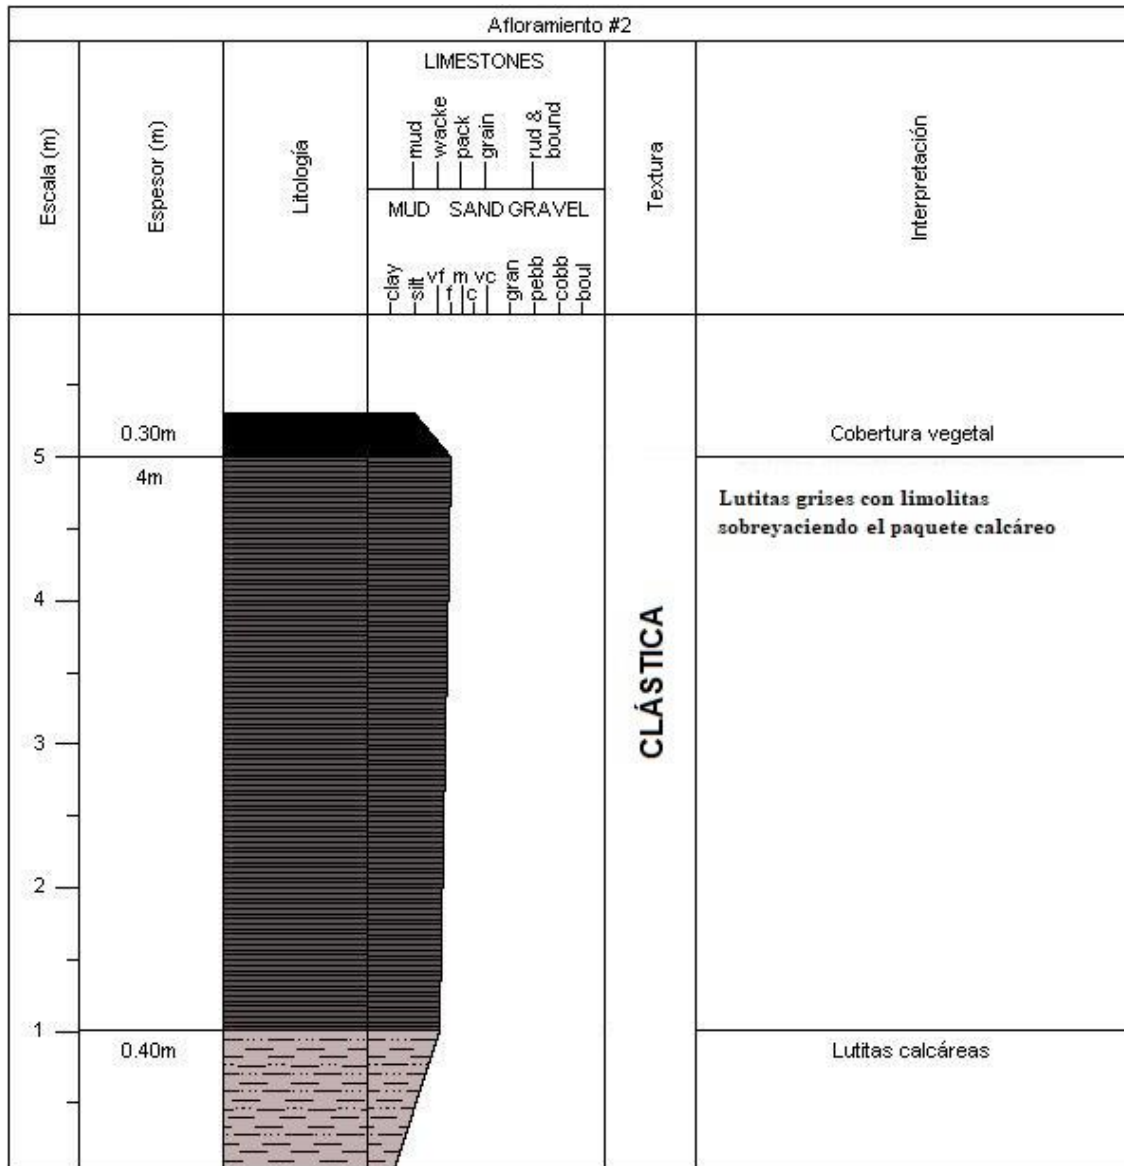 Afloramiento #2
Escala (m)
Espesor (m)
Litología
LIMESTONES
mud
wacke
pack
grain
rud &
bound
MUD SAND GRAVEL
clay
silt
vf
f
m
c
vc
gran
pebb
cobb
boul
Textura
Interpretación
0.30m
Cobertura vegetal
5
4m
Lutitas grises con limolitas
sobreyaciendo el paquete calcáreo
4
CLÁSTICA
3
2
1
0.40m
Lutitas calcáreas